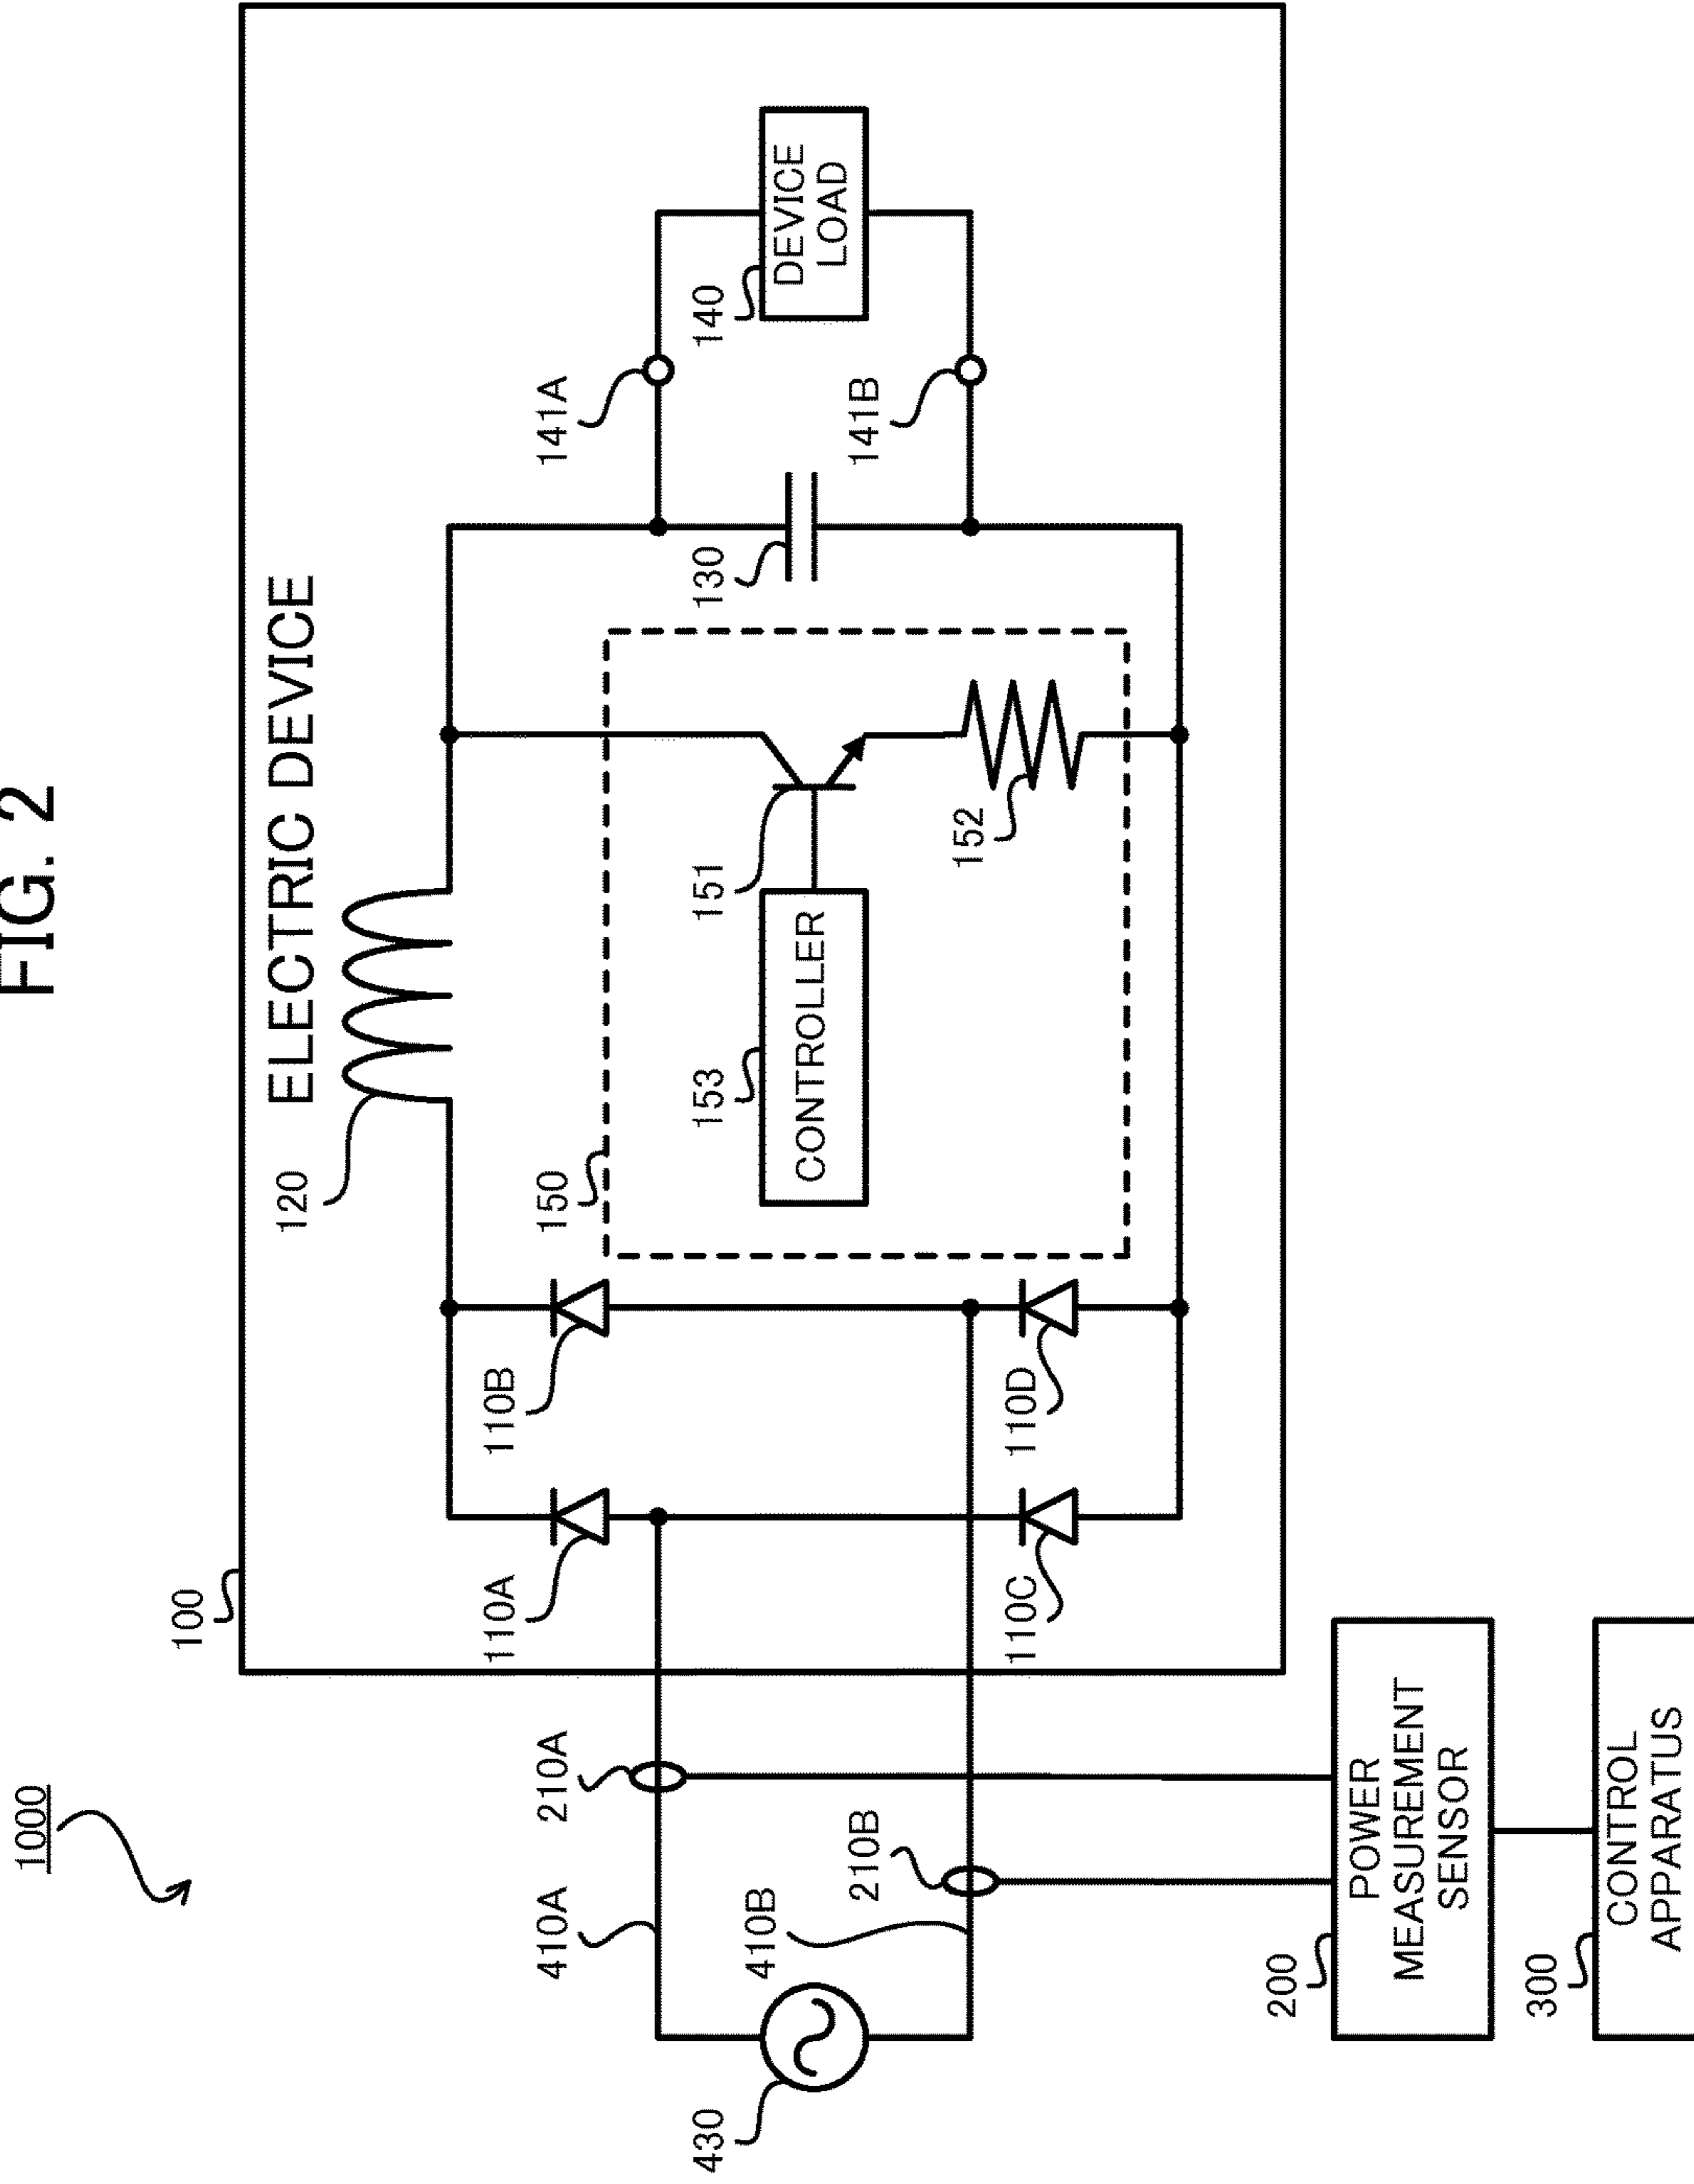 FIG. 2
1000
100
ELECTRIC DEVICE
120
110A
110B
150
141A
410A
210A
430
153
CONTROLLER
151
130
140
DEVICE
LOAD
410B
210B
152
141B
110C
110D
200
POWER
MEASUREMENT
SENSOR
300
CONTROL
APPARATUS